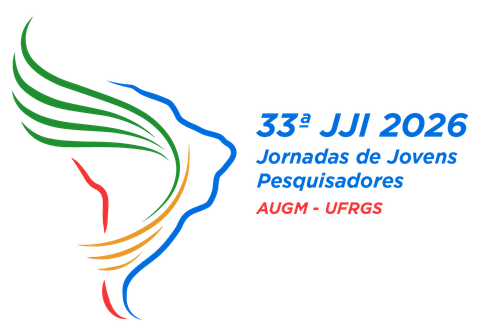 33ª JJI 2026
Jornadas de Jovens
Pesquisadores
AUGM - UFRGS